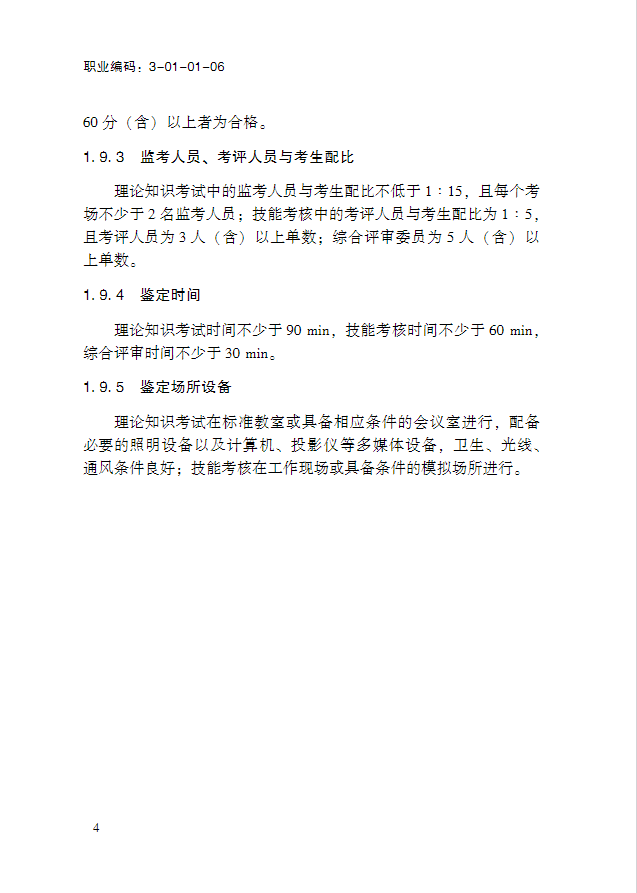 职业编码：3-01-01-06
60 分（含）以上者为合格。
1. 9. 3 监考人员、考评人员与考生配比
理论知识考试中的监考人员与考生配比不低于 1∶15，且每个考
场不少于 2 名监考人员；技能考核中的考评人员与考生配比为 1∶5，
且考评人员为 3 人（含）以上单数；综合评审委员为 5 人（含）以
上单数。
1. 9. 4 鉴定时间
理论知识考试时间不少于 90 min，技能考核时间不少于 60 min，
综合评审时间不少于 30 min。
1. 9. 5 鉴定场所设备
理论知识考试在标准教室或具备相应条件的会议室进行，配备
必要的照明设备以及计算机、投影仪等多媒体设备，卫生、光线、
通风条件良好；技能考核在工作现场或具备条件的模拟场所进行。
4